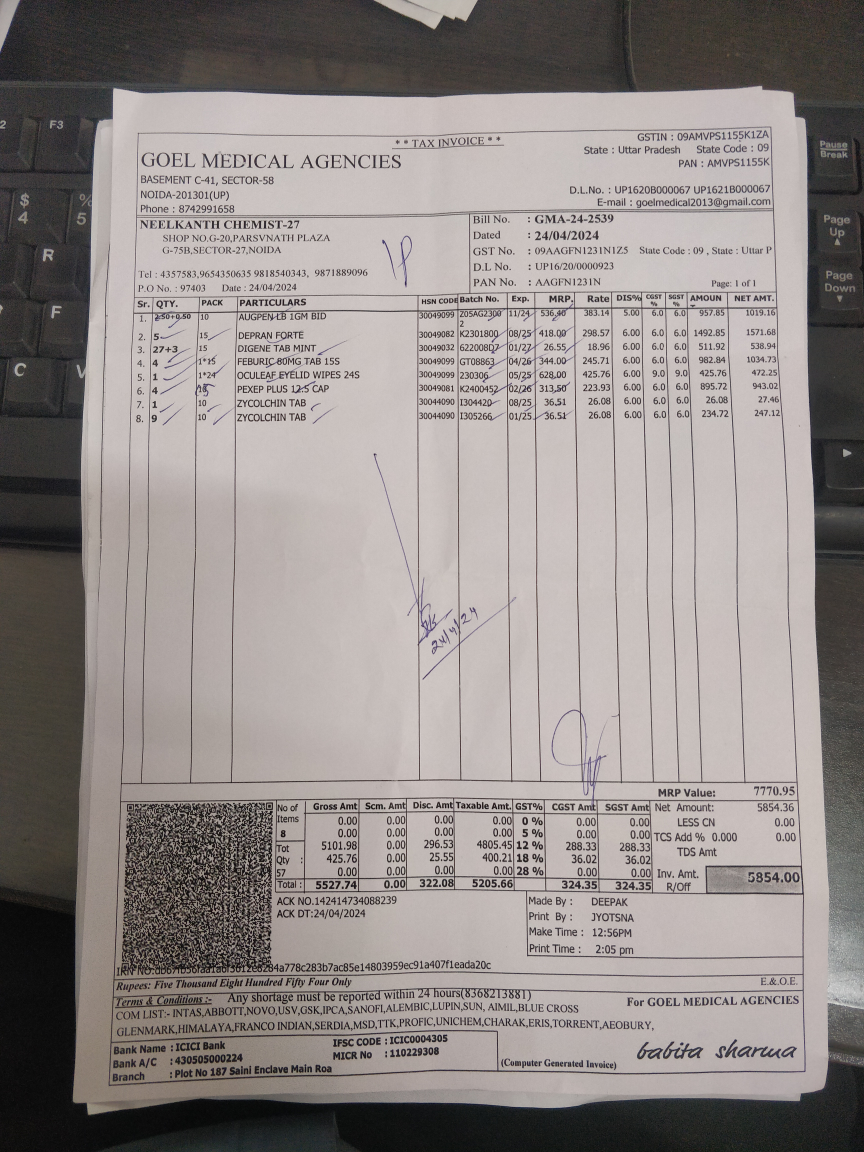 ** TAX INVOICE **
GSTIN : 09AMVPS1155K1ZA
State : Uttar Pradesh State Code : 09
PAN : AMVPS1155K
GOEL MEDICAL AGENCIES
BASEMENT C-41, SECTOR-58
NOIDA-201301(UP)
Phone : 8742991658
D.L.No. : UP1620B000067 UP1621B000067
E-mail : goelmedical2013@gmail.com
NEELKANTH CHEMIST-27
SHOP NO.G-20,PARSVNATH PLAZA
G-75B,SECTOR-27,NOIDA
Tel : 4357583,9654350635 9818540343, 9871889096
P.O No. : 97403 Date : 24/04/2024
Bill No. : GMA-24-2539
Dated : 24/04/2024
GST No. : 09AAGFN1231N1Z5 State Code : 09 , State : Uttar P
D.L No. : UP16/20/0000923
PAN No. : AAGFN1231N Page: 1 of 1
Sr. QTY. PACK PARTICULARS HSN CODE Batch No. Exp. MRP. Rate DIS% CGST % SGST % AMOUN NET AMT.
1. 2.50+0.50 10 AUGPEN LB 1GM BID 30049099 Z05AG2300 2 11/24 536.40 383.14 5.00 6.0 6.0 957.85 1019.16
2. 5 15 DEPRAN FORTE 30049082 K2301800 08/25 418.00 298.57 6.00 6.0 6.0 1492.85 1571.68
3. 27+3 15 DIGENE TAB MINT 30049032 62200807 01/27 26.55 18.96 6.00 6.0 6.0 511.92 538.94
4. 4 1*15 FEBURIC 80MG TAB 15S 30049099 GT08863 04/26 344.00 245.71 6.00 6.0 6.0 982.84 1034.73
5. 1 1*24 OCULEAF EYELID WIPES 24S 30049099 230306 05/25 628.00 425.76 6.00 9.0 9.0 425.76 472.25
6. 4 15 PEXEP PLUS 12.5 CAP 30049081 K2400452 02/26 313.50 223.93 6.00 6.0 6.0 895.72 943.02
7. 1 10 ZYCOLCHIN TAB 30044090 I304420 08/25 36.51 26.08 6.00 6.0 6.0 26.08 27.46
8. 9 10 ZYCOLCHIN TAB 30044090 I305266 01/25 36.51 26.08 6.00 6.0 6.0 234.72 247.12
24/4/24
MRP Value: 7770.95
No of Items 8 Tot Qty : 57
Gross Amt Scm. Amt Disc. Amt Taxable Amt. GST% CGST Amt SGST Amt
0.00 0.00 0.00 0.00 0 % 0.00 0.00
0.00 0.00 0.00 0.00 5 % 0.00 0.00
5101.98 0.00 296.53 4805.45 12 % 288.33 288.33
425.76 0.00 25.55 400.21 18 % 36.02 36.02
0.00 0.00 0.00 0.00 28 % 0.00 0.00
Total : 5527.74 0.00 322.08 5205.66 324.35 324.35
Net Amount: 5854.36
LESS CN 0.00
TCS Add % 0.000 0.00
TDS Amt
Inv. Amt. 5854.00
R/Off
ACK NO.142414734088239
ACK DT:24/04/2024
Made By : DEEPAK
Print By : JYOTSNA
Make Time : 12:56PM
Print Time : 2:05 pm
Rupees: Five Thousand Eight Hundred Fifty Four Only
E.&.O.E.
Terms & Conditions :- Any shortage must be reported within 24 hours(8368213881)
COM LIST:- INTAS,ABBOTT,NOVO,USV,GSK,IPCA,SANOFI,ALEMBIC,LUPIN,SUN, AIMIL,BLUE CROSS
GLENMARK,HIMALAYA,FRANCO INDIAN,SERDIA,MSD,TTK,PROFIC,UNICHEM,CHARAK,ERIS,TORRENT,AEOBURY,
For GOEL MEDICAL AGENCIES
babita sharma
Bank Name : ICICI Bank IFSC CODE : ICIC0004305
Bank A/C : 430505000224 MICR No : 110229308
Branch : Plot No 187 Saini Enclave Main Roa
(Computer Generated Invoice)
F3
$
4
%
5
R
F
C
V
Pause
Break
Page
Up
Page
Down